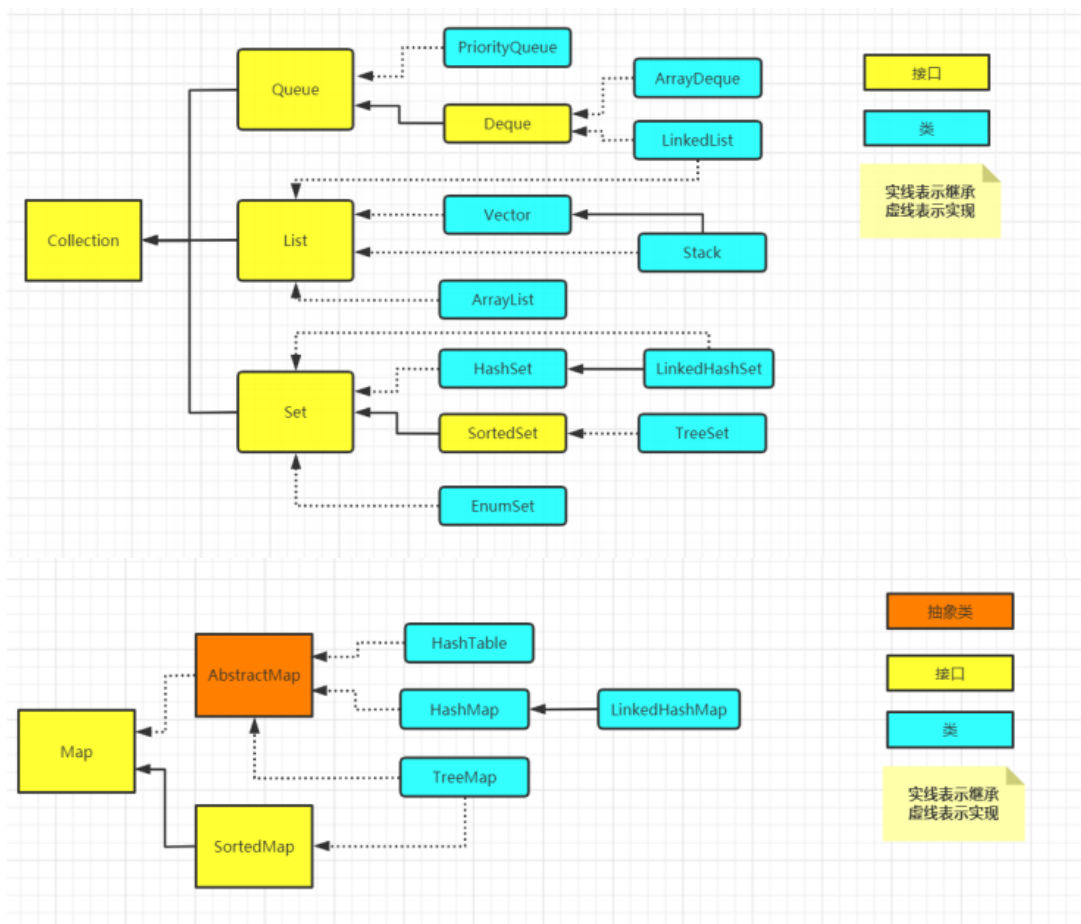 PriorityQueue
Queue
ArrayDeque
接口
Deque
类
LinkedList
实线表示继承
虚线表示实现
Collection
List
Vector
Stack
ArrayList
HashSet
LinkedHashSet
Set
SortedSet
TreeSet
EnumSet
抽象类
HashTable
AbstractMap
接口
HashMap
LinkedHashMap
类
Map
TreeMap
实线表示继承
虚线表示实现
SortedMap